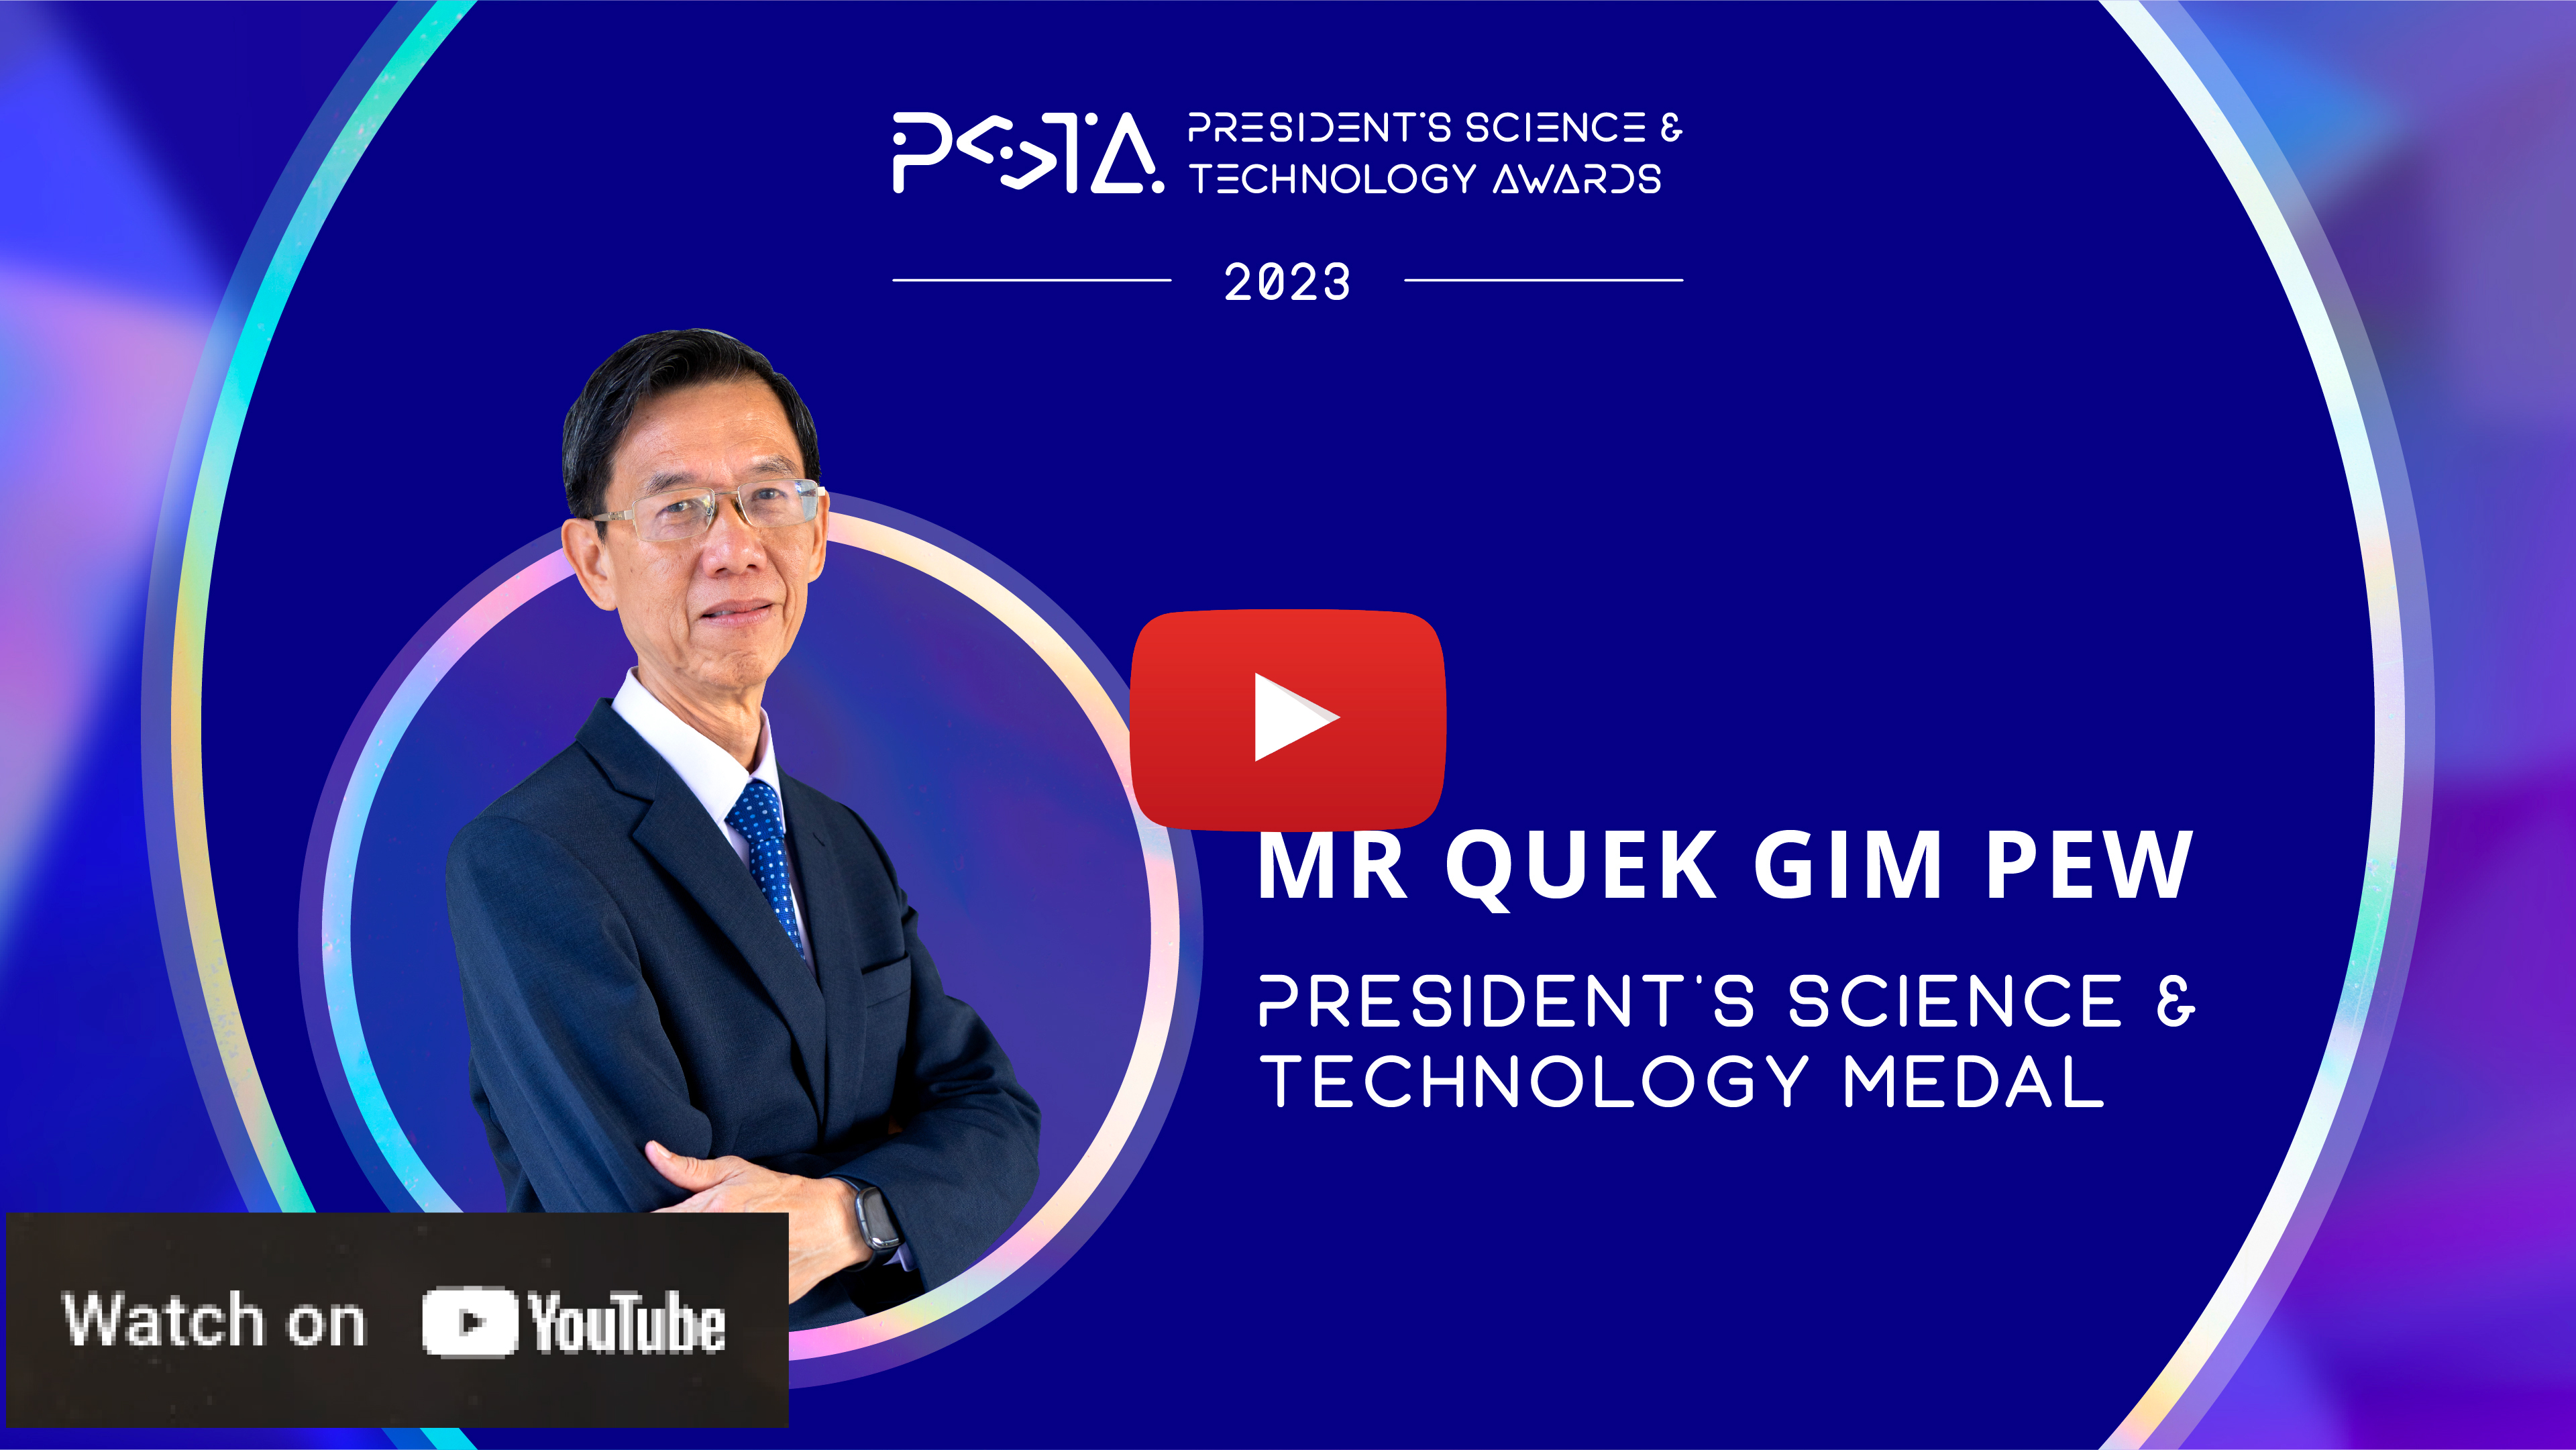 PSTA PRESIDENT'S SCIENCE &
TECHNOLOGY AWARDS
2023
MR QUEK GIM PEW
PRESIDENT'S SCIENCE &
TECHNOLOGY MEDAL
Watch on YouTube